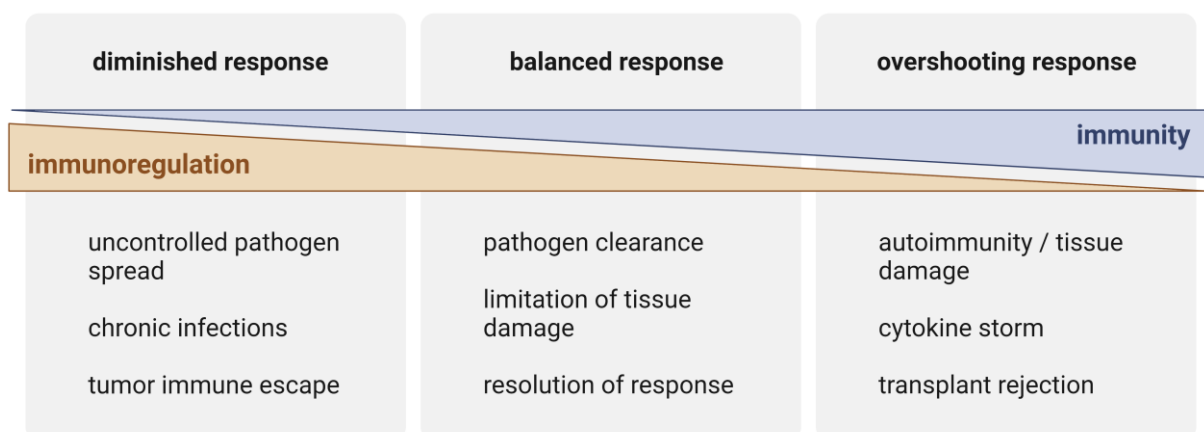 diminished response
balanced response
overshooting response
immunity
immunoregulation
uncontrolled pathogen
spread
chronic infections
tumor immune escape
pathogen clearance
limitation of tissue
damage
resolution of response
autoimmunity / tissue
damage
cytokine storm
transplant rejection